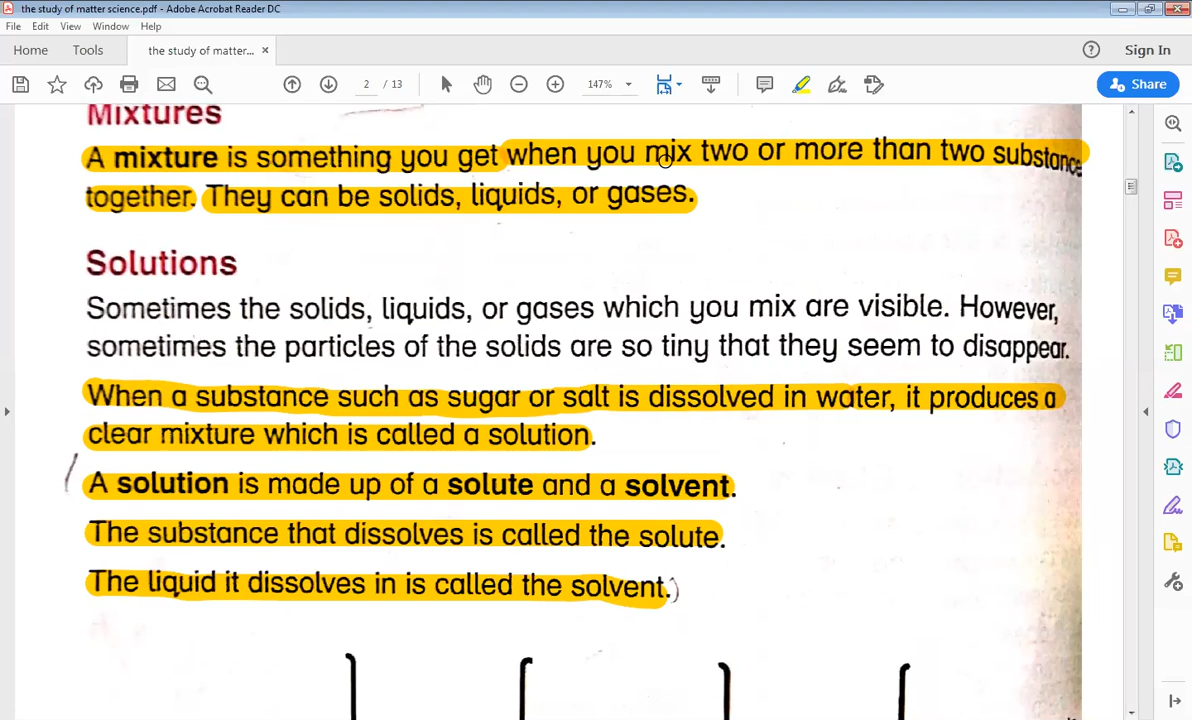 the study of matter science.pdf - Adobe Acrobat Reader DC
File Edit View Window Help
Home Tools the study of matter... × Sign In
2 / 13 147% Share
Mixtures
A mixture is something you get when you mix two or more than two substance
together. They can be solids, liquids, or gases.
Solutions
Sometimes the solids, liquids, or gases which you mix are visible. However,
sometimes the particles of the solids are so tiny that they seem to disappear.
When a substance such as sugar or salt is dissolved in water, it produces a
clear mixture which is called a solution.
A solution is made up of a solute and a solvent.
The substance that dissolves is called the solute.
The liquid it dissolves in is called the solvent.)